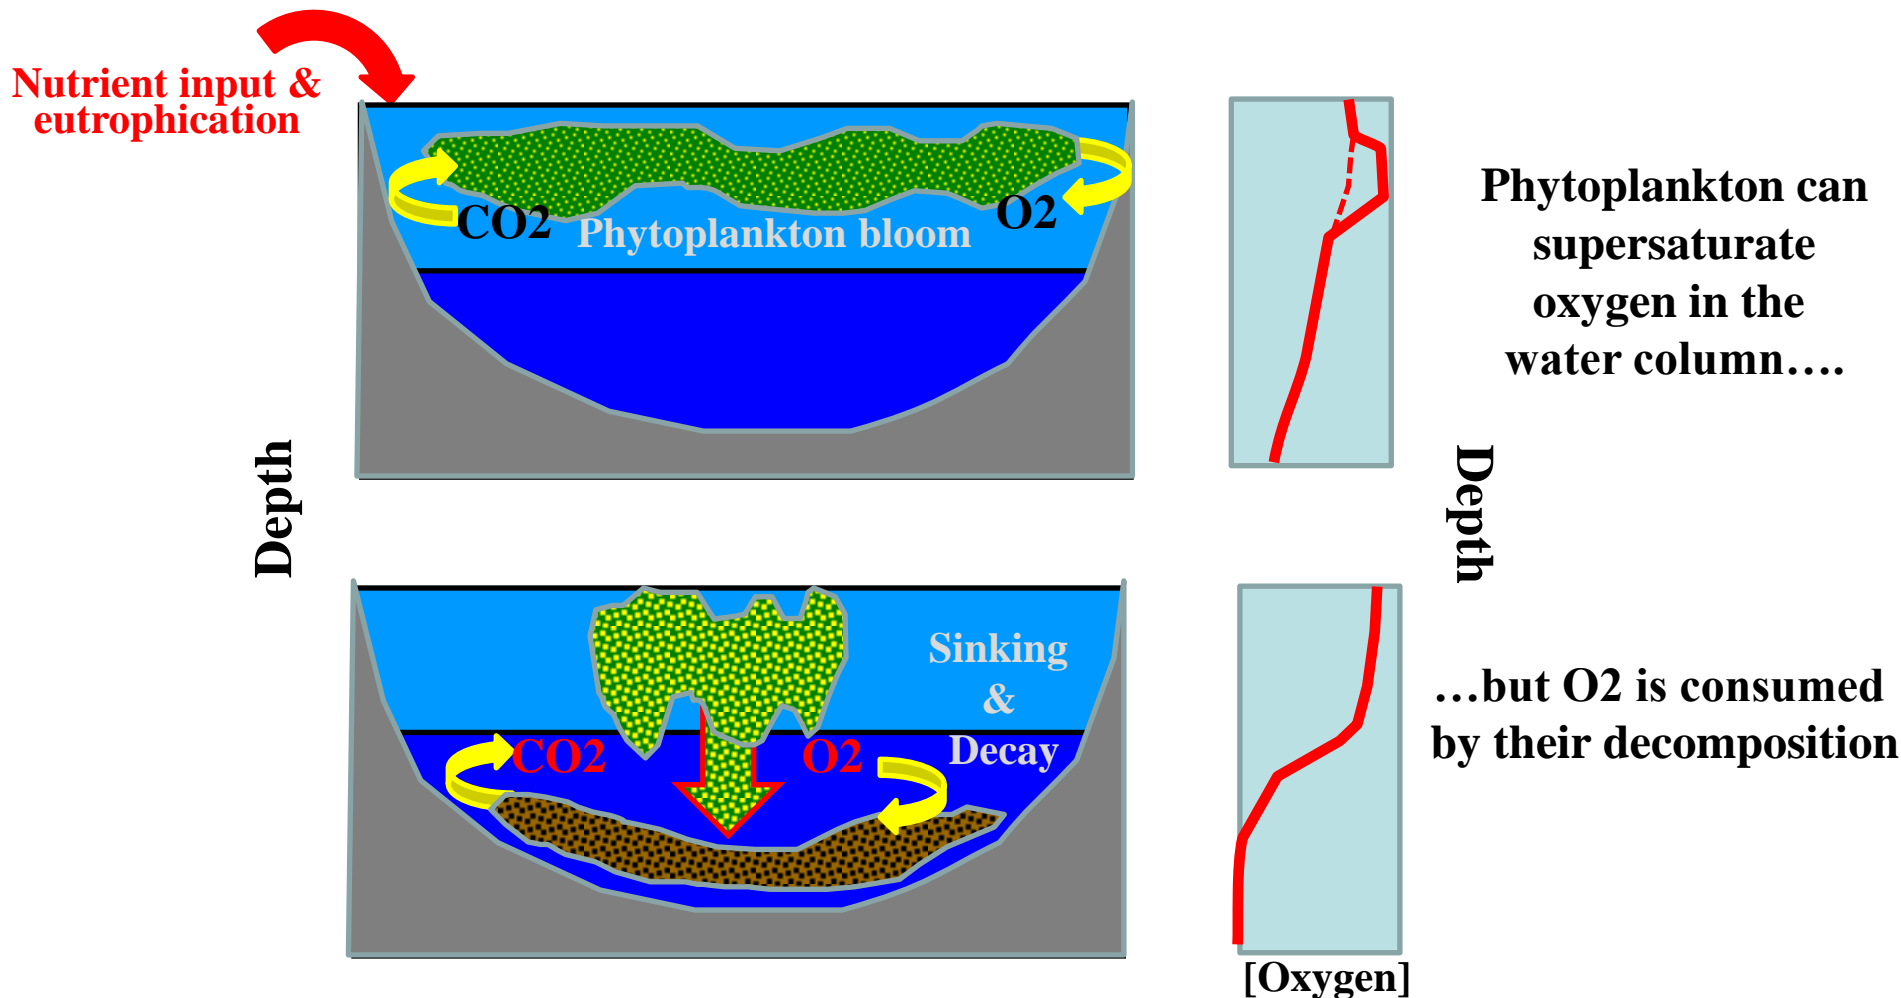 Nutrient input &
eutrophication
CO2
Phytoplankton bloom
O2
Phytoplankton can
supersaturate
oxygen in the
water column….
Depth
Depth
Sinking
&
Decay
CO2
O2
…but O2 is consumed
by their decomposition
[Oxygen]